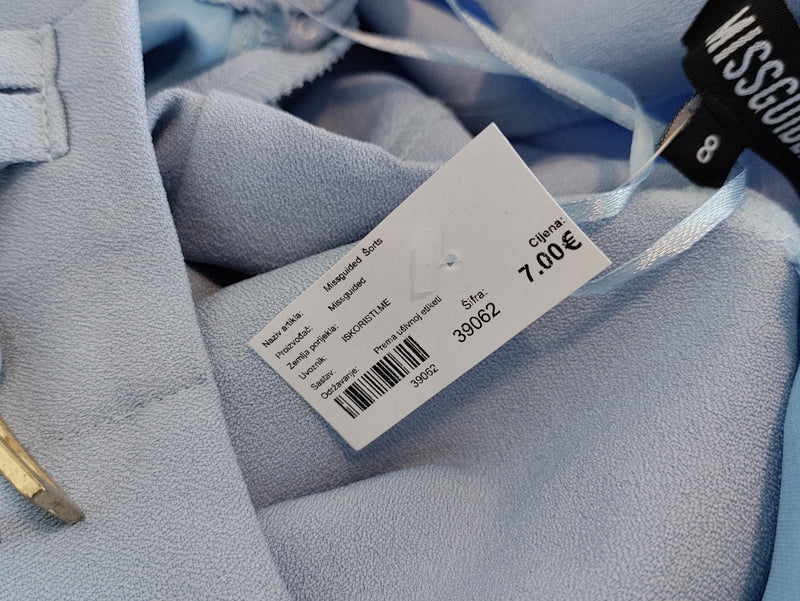 MISSGUIDED
8
Naziv artikla: Missguided Šorts
Proizvođač: Missguided
Zemlja porijekla:
Uvoznik: ISKORISTI.ME
Sastav:
Održavanje: Prema ušivnoj etiketi
39062
Šifra:
39062
Cijena:
7.00€